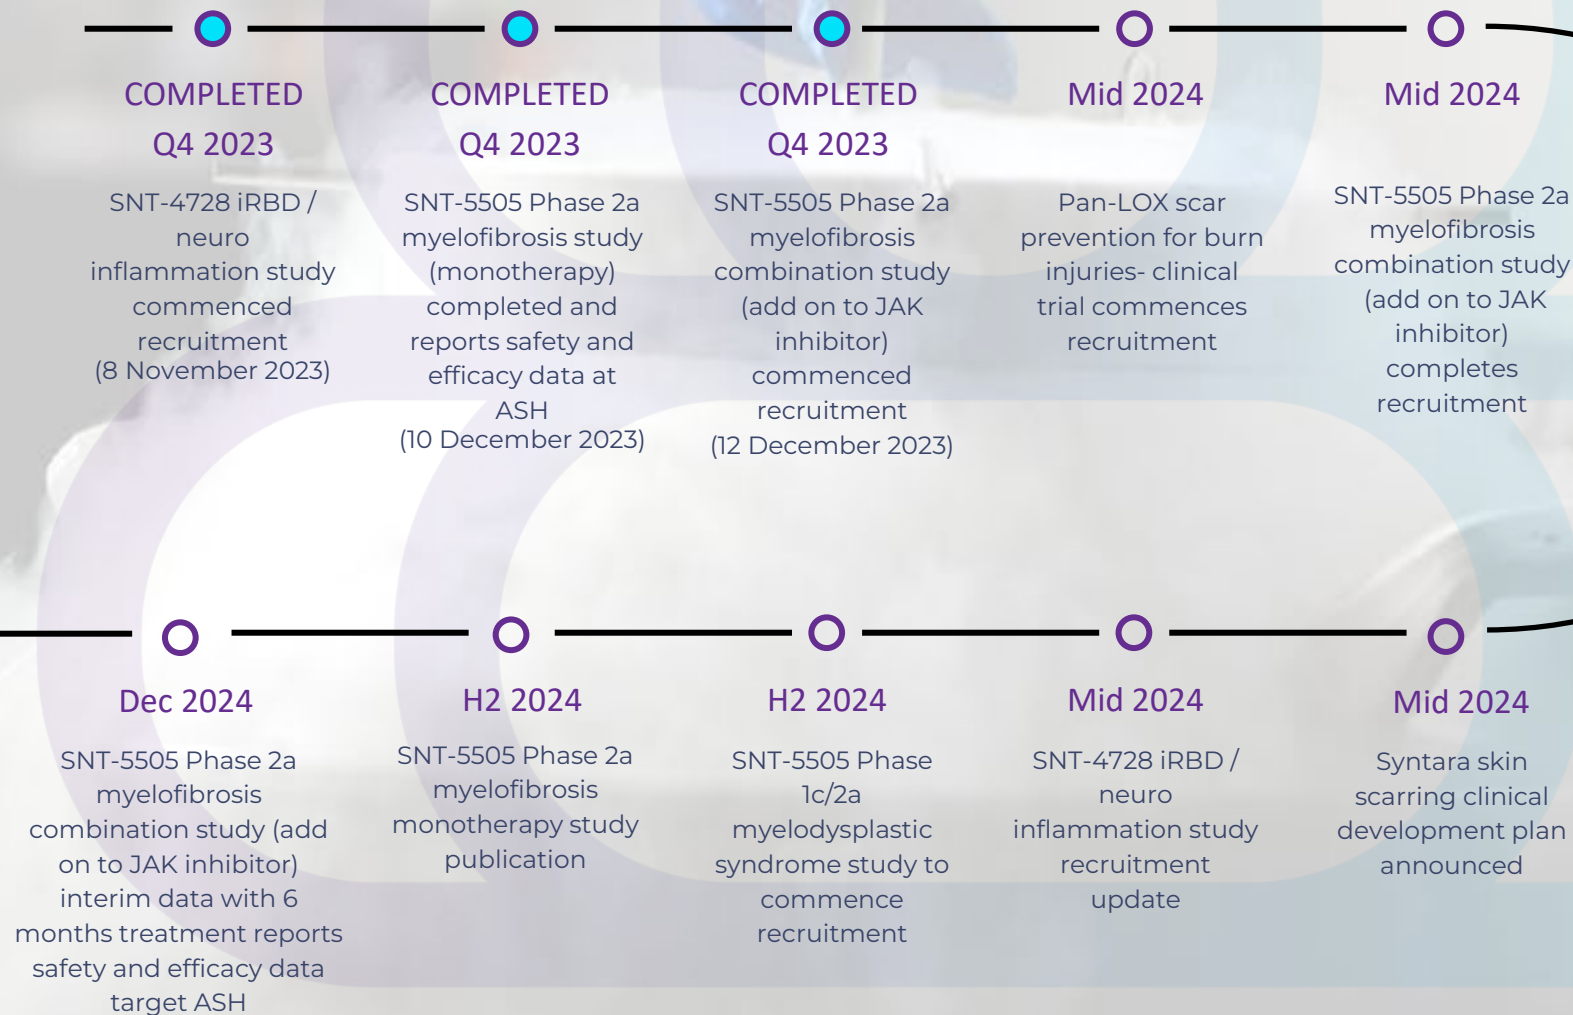 COMPLETED
Q4 2023
SNT-4728 iRBD /
neuro
inflammation study
commenced
recruitment
(8 November 2023)
COMPLETED
Q4 2023
SNT-5505 Phase 2a
myelofibrosis study
(monotherapy)
completed and
reports safety and
efficacy data at
ASH
(10 December 2023)
COMPLETED
Q4 2023
SNT-5505 Phase 2a
myelofibrosis
combination study
(add on to JAK
inhibitor)
commenced
recruitment
(12 December 2023)
Mid 2024
Pan-LOX scar
prevention for burn
injuries- clinical
trial commences
recruitment
Mid 2024
SNT-5505 Phase 2a
myelofibrosis
combination study
(add on to JAK
inhibitor)
completes
recruitment
Dec 2024
SNT-5505 Phase 2a
myelofibrosis
combination study (add
on to JAK inhibitor)
interim data with 6
months treatment reports
safety and efficacy data
target ASH
H2 2024
SNT-5505 Phase 2a
myelofibrosis
monotherapy study
publication
H2 2024
SNT-5505 Phase
1c/2a
myelodysplastic
syndrome study to
commence
recruitment
Mid 2024
SNT-4728 iRBD /
neuro
inflammation study
recruitment
update
Mid 2024
Syntara skin
scarring clinical
development plan
announced